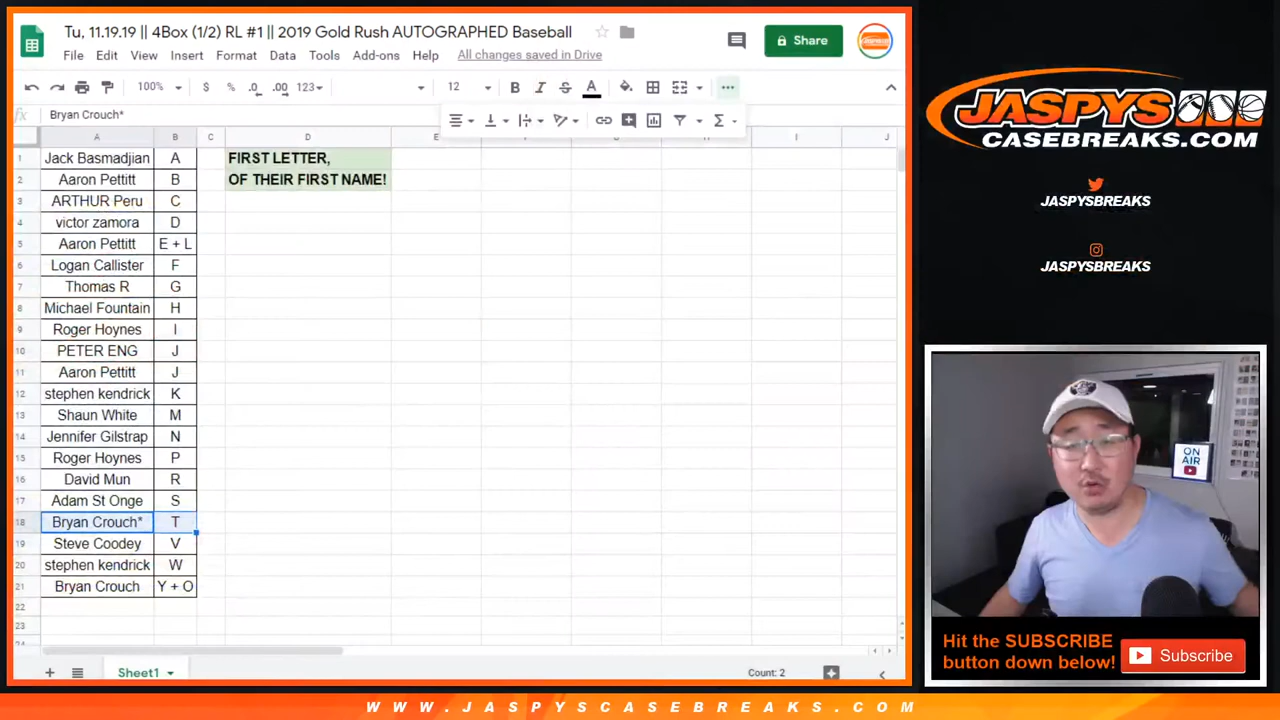 Tu, 11.19.19 || 4Box (1/2) RL #1 || 2019 Gold Rush AUTOGRAPHED Baseball
File Edit View Insert Format Data Tools Add-ons Help All changes saved in Drive
Share
100% $ % .0 .00 123 12 B I S A
fx Bryan Crouch*
A B C D E F G H I J
1 Jack Basmadjian A FIRST LETTER,
2 Aaron Pettitt B OF THEIR FIRST NAME!
3 ARTHUR Peru C
4 victor zamora D
5 Aaron Pettitt E + L
6 Logan Callister F
7 Thomas R G
8 Michael Fountain H
9 Roger Hoynes I
10 PETER ENG J
11 Aaron Pettitt J
12 stephen kendrick K
13 Shaun White M
14 Jennifer Gilstrap N
15 Roger Hoynes P
16 David Mun R
17 Adam St Onge S
18 Bryan Crouch* T
19 Steve Coodey V
20 stephen kendrick W
21 Bryan Crouch Y + O
22
23
24
Sheet1
Count: 2
JASPYS
CASEBREAKS.COM
JASPYSBREAKS
JASPYSBREAKS
ON
AIR
Hit the SUBSCRIBE
button down below!
Subscribe
WWW.JASPYSCASEBREAKS.COM